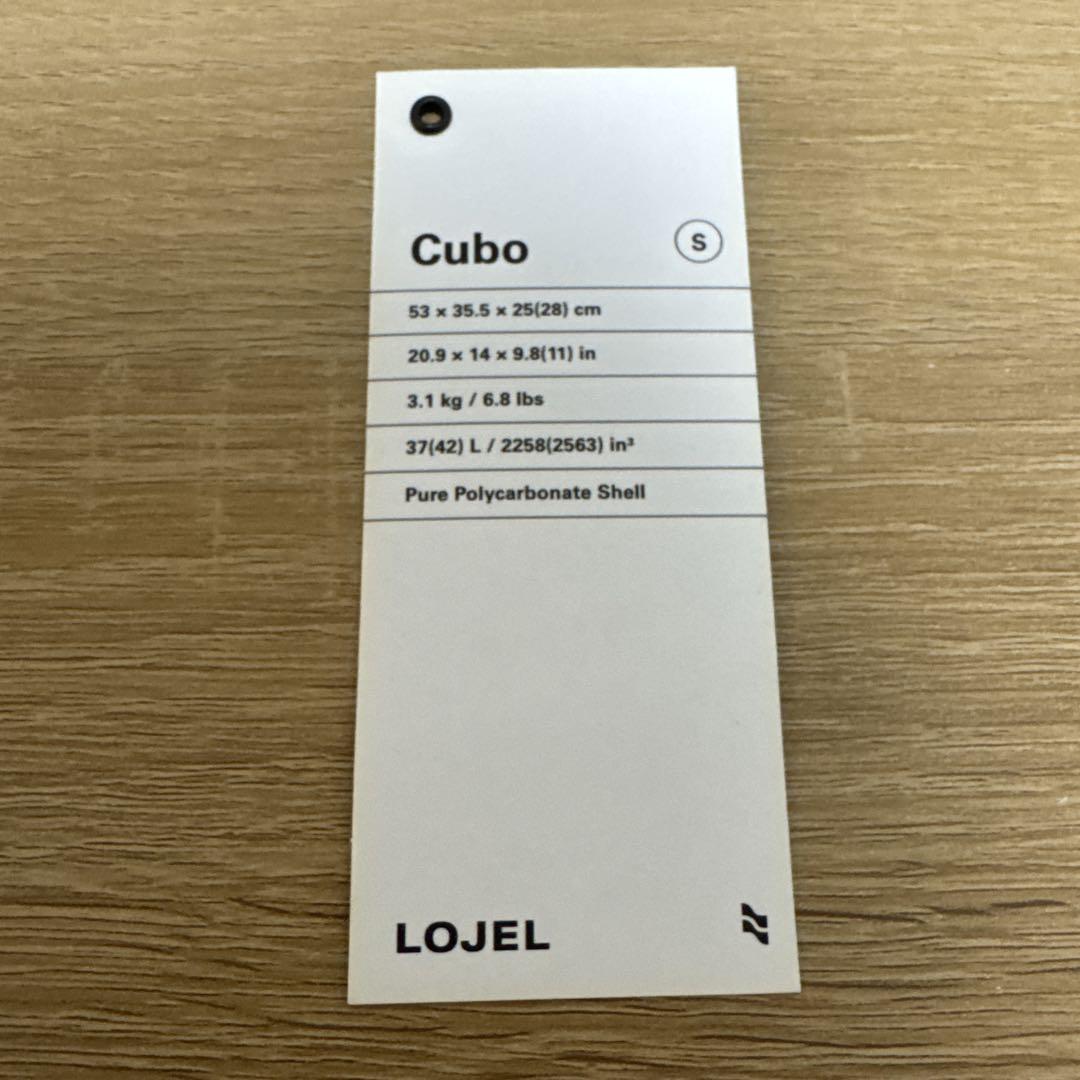 Cubo S
53 × 35.5 × 25(28) cm
20.9 × 14 × 9.8(11) in
3.1 kg / 6.8 lbs
37(42) L / 2258(2563) in³
Pure Polycarbonate Shell
LOJEL